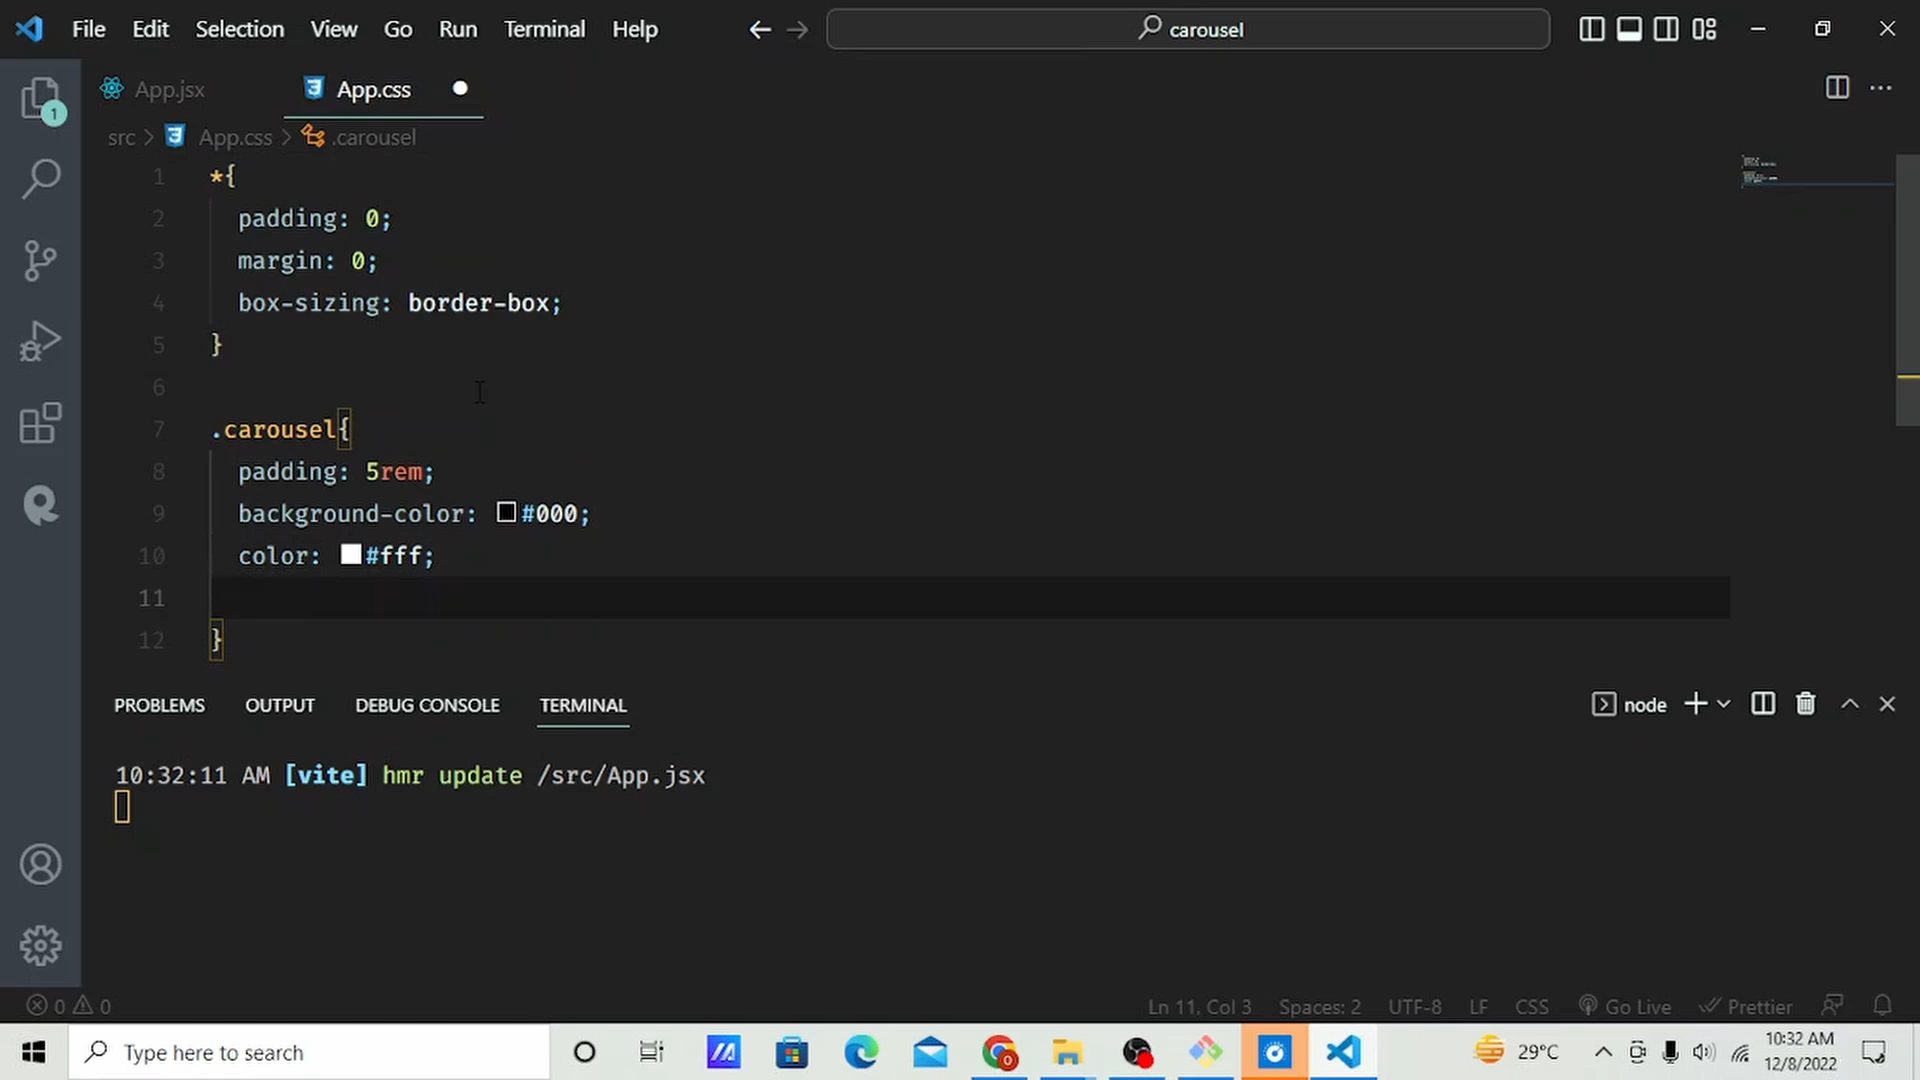 File Edit Selection View Go Run Terminal Help carousel
App.jsx App.css
src > App.css > .carousel
1 *{
2 padding: 0;
3 margin: 0;
4 box-sizing: border-box;
5 }
6
7 .carousel{
8 padding: 5rem;
9 background-color: #000;
10 color: #fff;
11
12 }
PROBLEMS OUTPUT DEBUG CONSOLE TERMINAL node
10:32:11 AM [vite] hmr update /src/App.jsx
0 0 Ln 11, Col 3 Spaces: 2 UTF-8 LF CSS Go Live Prettier
Type here to search 29°C 10:32 AM
12/8/2022
1